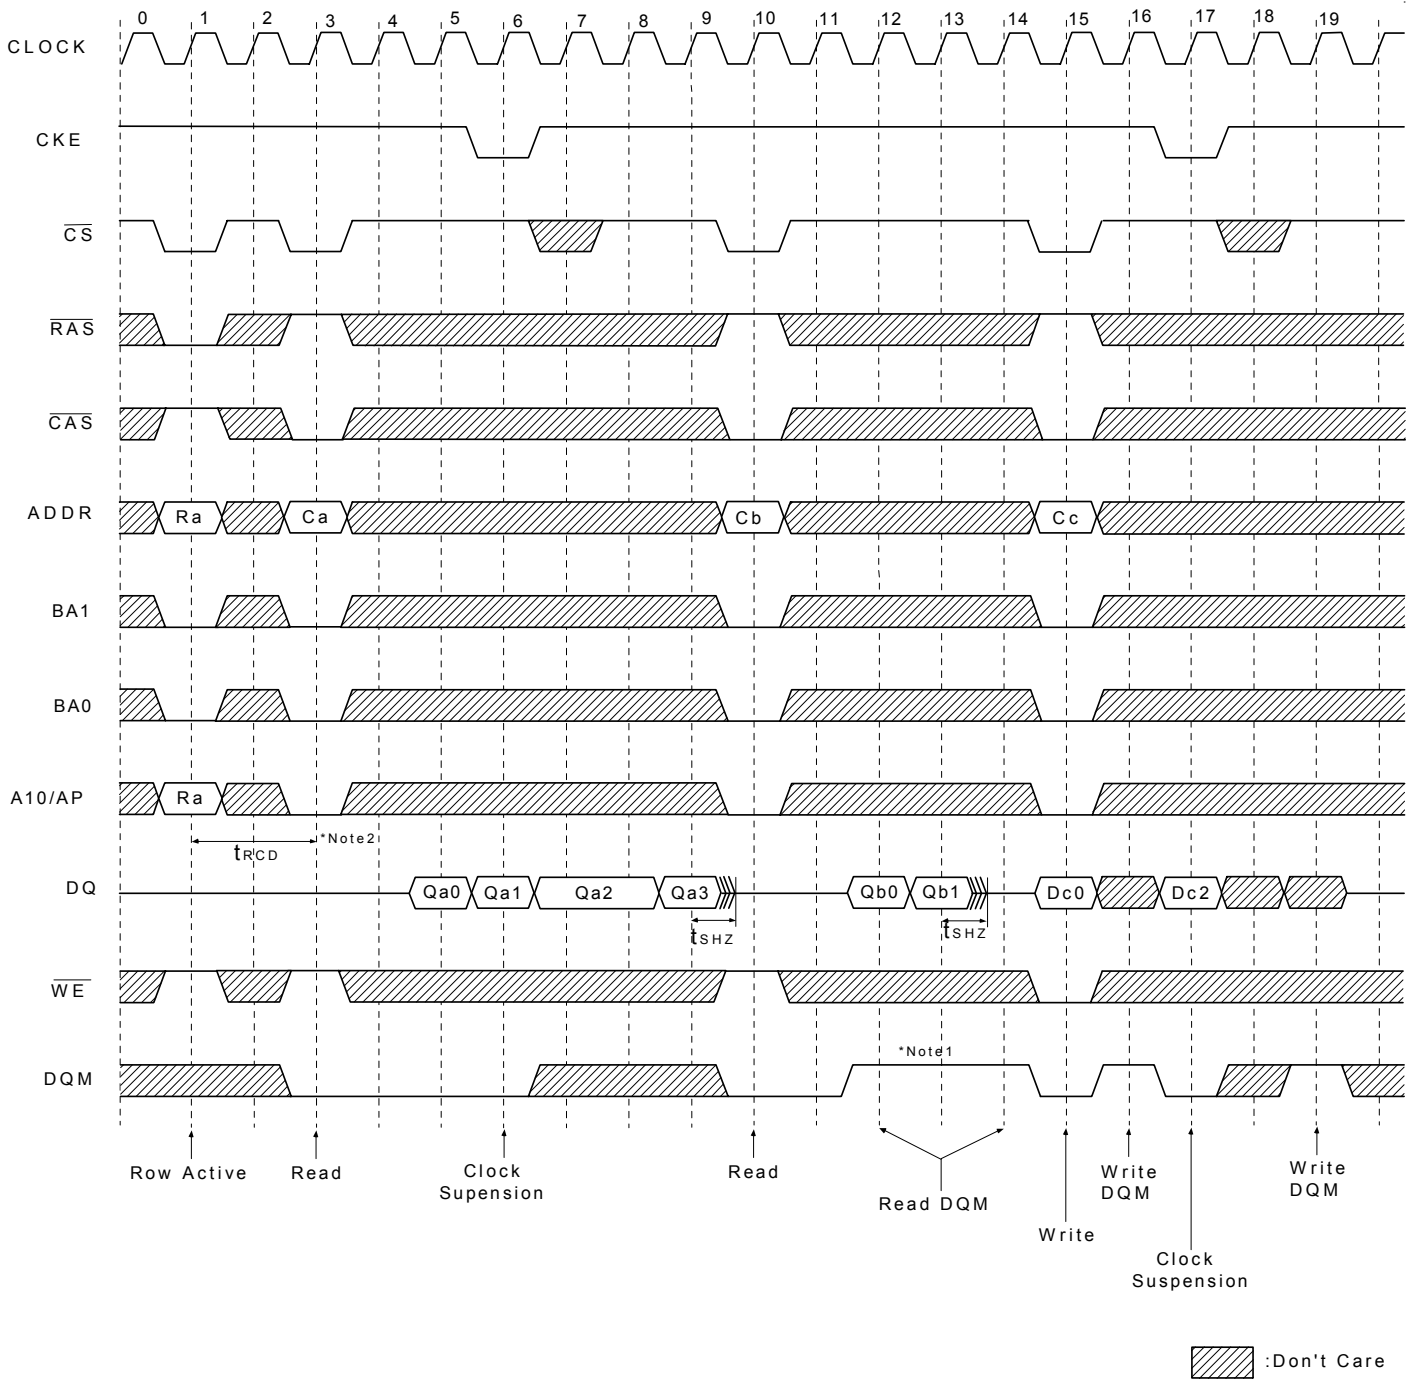 0 1 2 3 4 5 6 7 8 9 10 11 12 13 14 15 16 17 18 19
CLOCK
CKE
CS
RAS
CAS
ADDR Ra Ca Cb Cc
BA1
BA0
A10/AP Ra
tRCD *Note2
DQ Qa0 Qa1 Qa2 Qa3 Qb0 Qb1 Dc0 Dc2
tSHZ tSHZ
WE
*Note1
DQM
Row Active Read Clock Read Write Write
Supension DQM DQM
Read DQM
Write
Clock
Suspension
:Don't Care